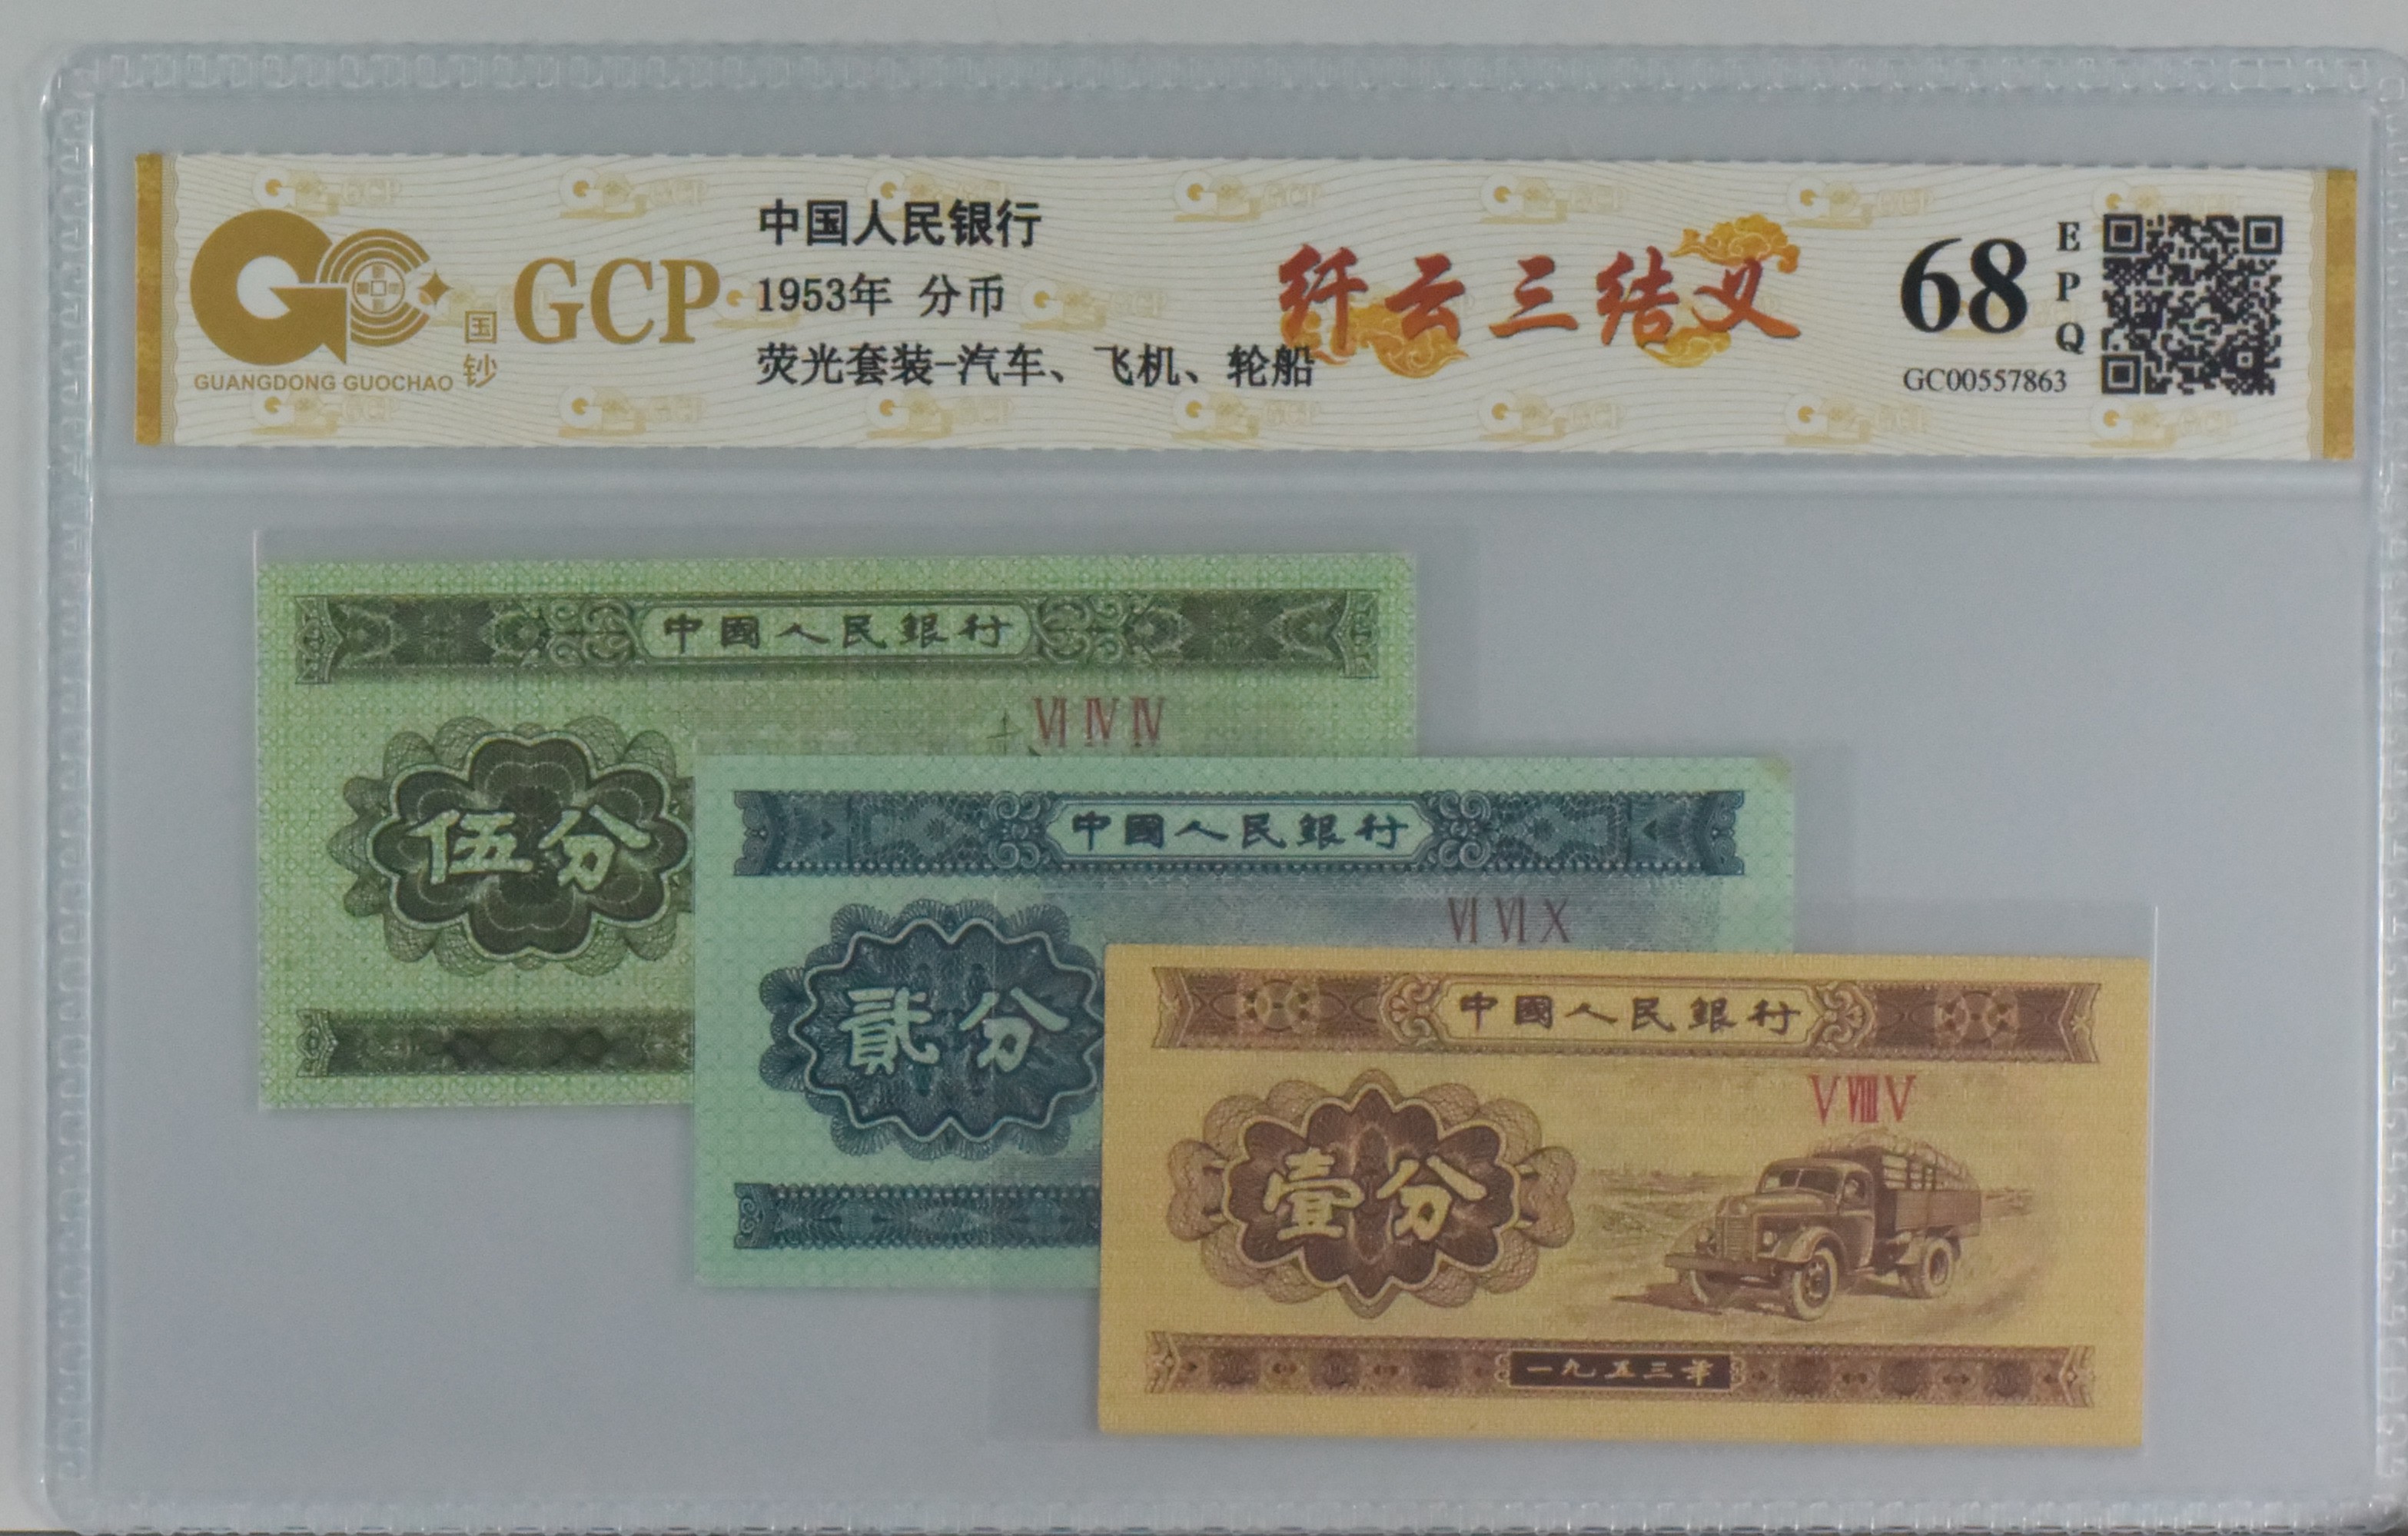 GUANGDONG GUOCHAO
国钞
GCP
中国人民银行
1953年 分币
荧光套装-汽车、飞机、轮船
纤云三结义
68
EPQ
GC00557863
中國人民銀行
VI IV IV
伍分
中國人民銀行
VI VI X
貳分
中國人民銀行
V VIII V
壹分
一九五三年